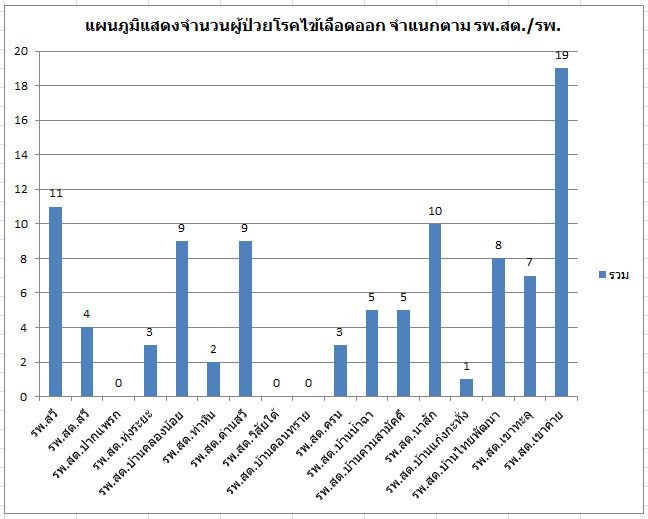 แผนภูมิแสดงจำนวนผู้ป่วยโรคไข้เลือดออก จำแนกตาม รพ.สต./รพ.
20
18
16
14
12
10
8
6
4
2
0
11
4
0
3
9
2
9
0
0
3
5
5
10
1
8
7
19
รวม
รพ.สวี
รพ.สต.สวี
รพ.สต.ปากแพรก
รพ.สต.ทุ่งระยะ
รพ.สต.บ้านคลองน้อย
รพ.สต.ท่าหิน
รพ.สต.ด่านสวี
รพ.สต.วิสัยใต้
รพ.สต.บ้านดอนทราย
รพ.สต.ครน
รพ.สต.บ้านน้ำฉา
รพ.สต.บ้านควนสามัคคี
รพ.สต.นาสัก
รพ.สต.บ้านแก่งกะทั่ง
รพ.สต.บ้านไทยพัฒนา
รพ.สต.เขาทะลุ
รพ.สต.เขาค่าย